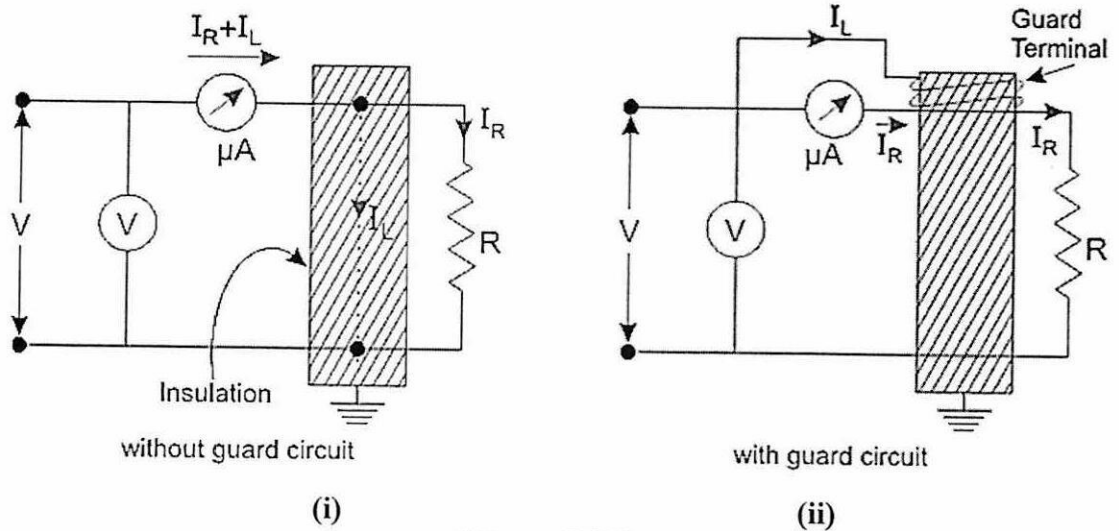 I_R+I_L
μA
I_R
V
V
I_L
R
Insulation
without guard circuit
(i)
I_L
Guard
Terminal
μA
I_R
I_R
V
V
R
with guard circuit
(ii)